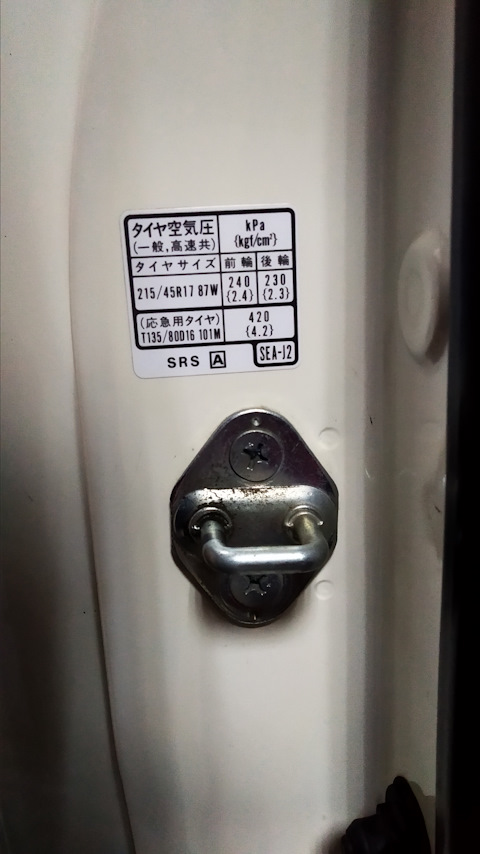 タイヤ空気圧 kPa
(一般,高速共) {kgf/cm²}
タイヤサイズ 前輪 後輪
215/45R17 87W 240 230
{2.4} {2.3}
(応急用タイヤ) 420
T135/80D16 101M {4.2}
SRS A SEA-J2